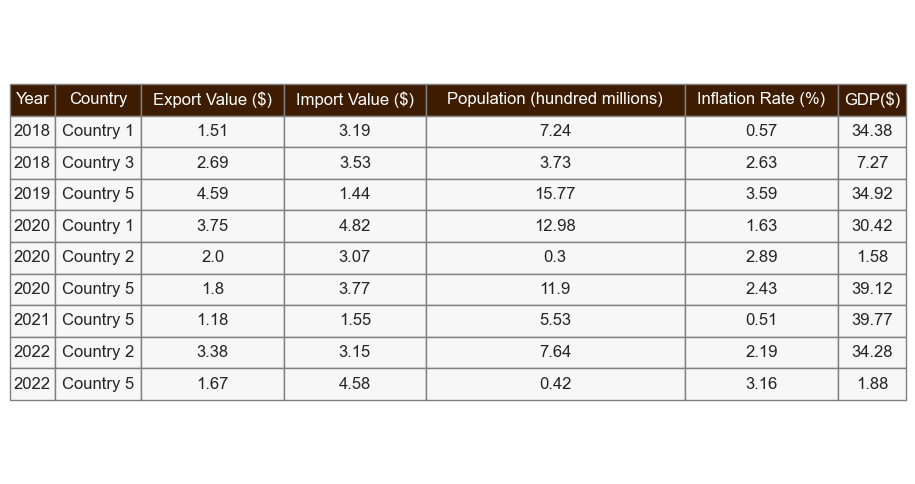 Year Country Export Value ($) Import Value ($) Population (hundred millions) Inflation Rate (%) GDP($)
2018 Country 1 1.51 3.19 7.24 0.57 34.38
2018 Country 3 2.69 3.53 3.73 2.63 7.27
2019 Country 5 4.59 1.44 15.77 3.59 34.92
2020 Country 1 3.75 4.82 12.98 1.63 30.42
2020 Country 2 2.0 3.07 0.3 2.89 1.58
2020 Country 5 1.8 3.77 11.9 2.43 39.12
2021 Country 5 1.18 1.55 5.53 0.51 39.77
2022 Country 2 3.38 3.15 7.64 2.19 34.28
2022 Country 5 1.67 4.58 0.42 3.16 1.88